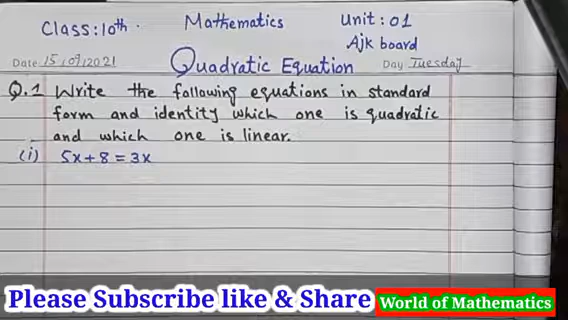 Class:10th.
Mathematics
Unit: 01
Ajk board
Date 15/09/2021
Quadratic Equation
Day Tuesday
Q.1 Write the following equations in standard
form and identity which one is quadratic
and which one is linear.
(i) 5x+8=3x
Please Subscribe like & Share
World of Mathematics